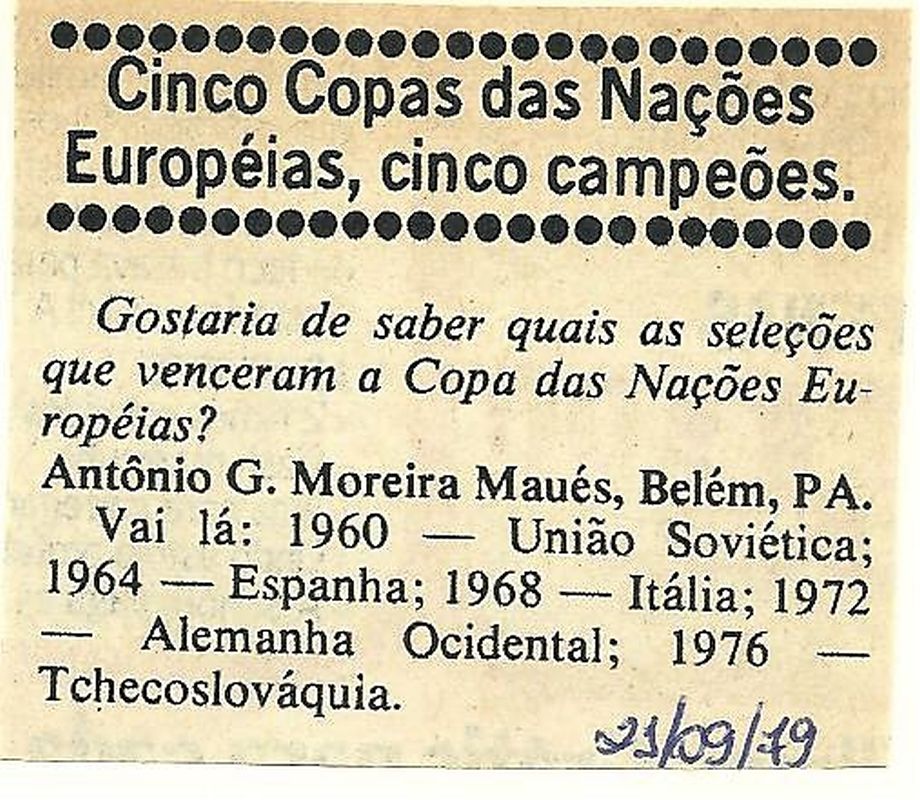 Cinco Copas das Nações
Européias, cinco campeões.
Gostaria de saber quais as seleções
que venceram a Copa das Nações Eu-
ropéias?
Antônio G. Moreira Maués, Belém, PA.
Vai lá: 1960 — União Soviética;
1964 — Espanha; 1968 — Itália; 1972
— Alemanha Ocidental; 1976 —
Tchecoslováquia.
21/09/79